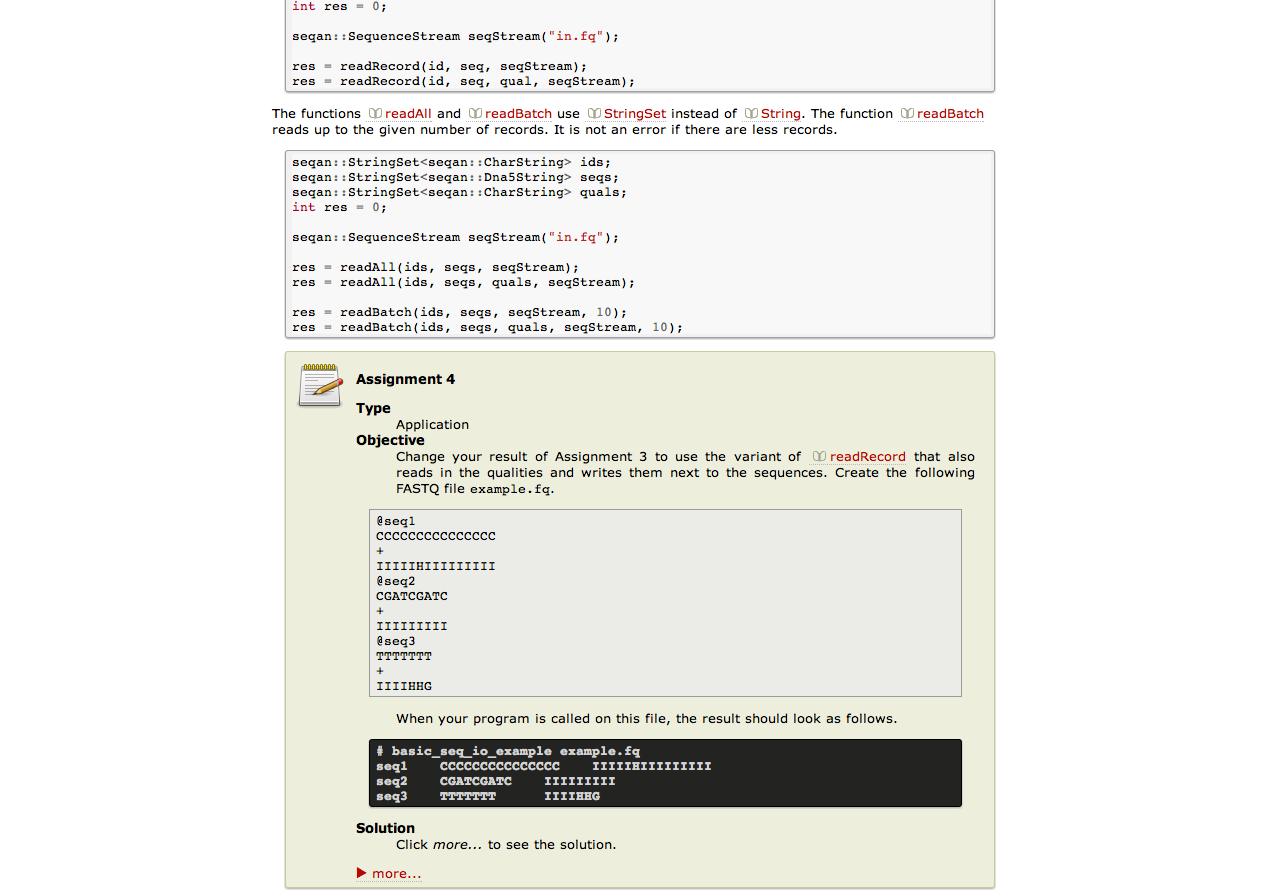 int res = 0;
seqan::SequenceStream seqStream("in.fq");
res = readRecord(id, seq, seqStream);
res = readRecord(id, seq, qual, seqStream);
The functions readAll and readBatch use StringSet instead of String. The function readBatch
reads up to the given number of records. It is not an error if there are less records.
seqan::StringSet<seqan::CharString> ids;
seqan::StringSet<seqan::Dna5String> seqs;
seqan::StringSet<seqan::CharString> quals;
int res = 0;
seqan::SequenceStream seqStream("in.fq");
res = readAll(ids, seqs, seqStream);
res = readAll(ids, seqs, quals, seqStream);
res = readBatch(ids, seqs, seqStream, 10);
res = readBatch(ids, seqs, quals, seqStream, 10);
Assignment 4
Type
Application
Objective
Change your result of Assignment 3 to use the variant of readRecord that also
reads in the qualities and writes them next to the sequences. Create the following
FASTQ file example.fq.
@seq1
CCCCCCCCCCCCCCC
+
IIIIIHIIIIIIIII
@seq2
CGATCGATC
+
IIIIIIIII
@seq3
TTTTTTT
+
IIIIHHG
When your program is called on this file, the result should look as follows.
# basic_seq_io_example example.fq
seq1    CCCCCCCCCCCCCCC    IIIIIHIIIIIIIII
seq2    CGATCGATC    IIIIIIIII
seq3    TTTTTTT      IIIIHHG
Solution
Click more... to see the solution.
more...